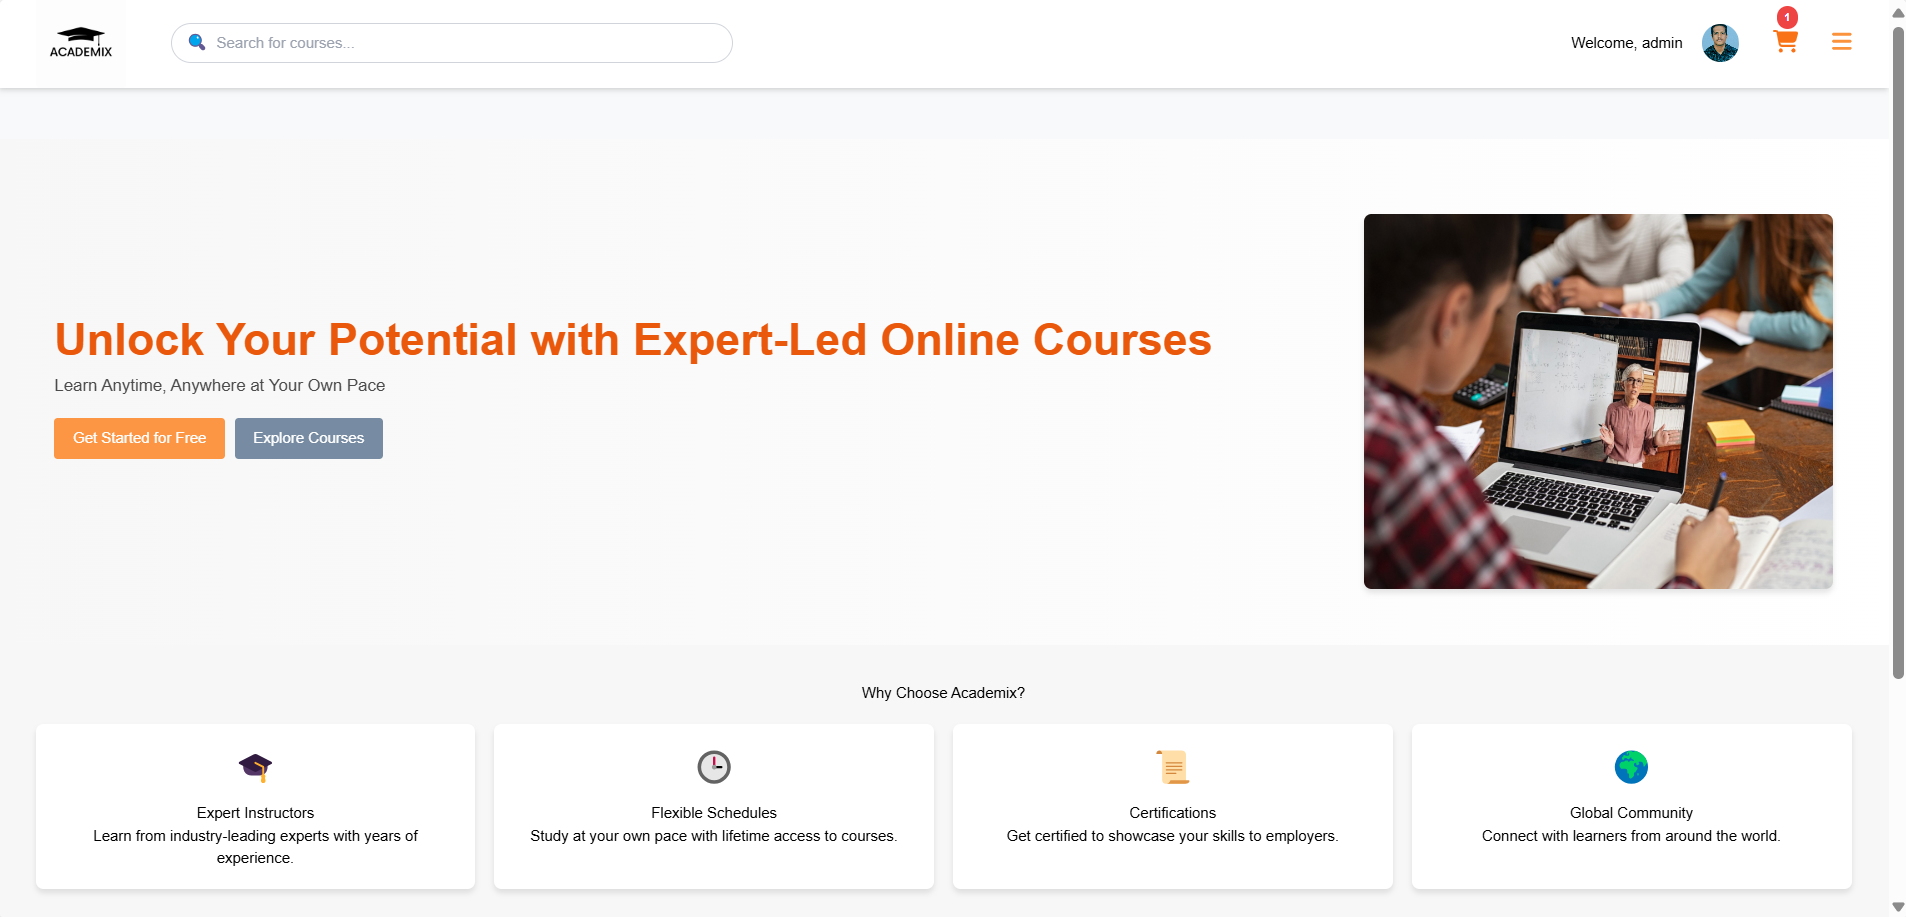 ACADEMIX
Search for courses...
Welcome, admin
1
Unlock Your Potential with Expert-Led Online Courses
Learn Anytime, Anywhere at Your Own Pace
Get Started for Free
Explore Courses
Why Choose Academix?
Expert Instructors
Learn from industry-leading experts with years of
experience.
Flexible Schedules
Study at your own pace with lifetime access to courses.
Certifications
Get certified to showcase your skills to employers.
Global Community
Connect with learners from around the world.